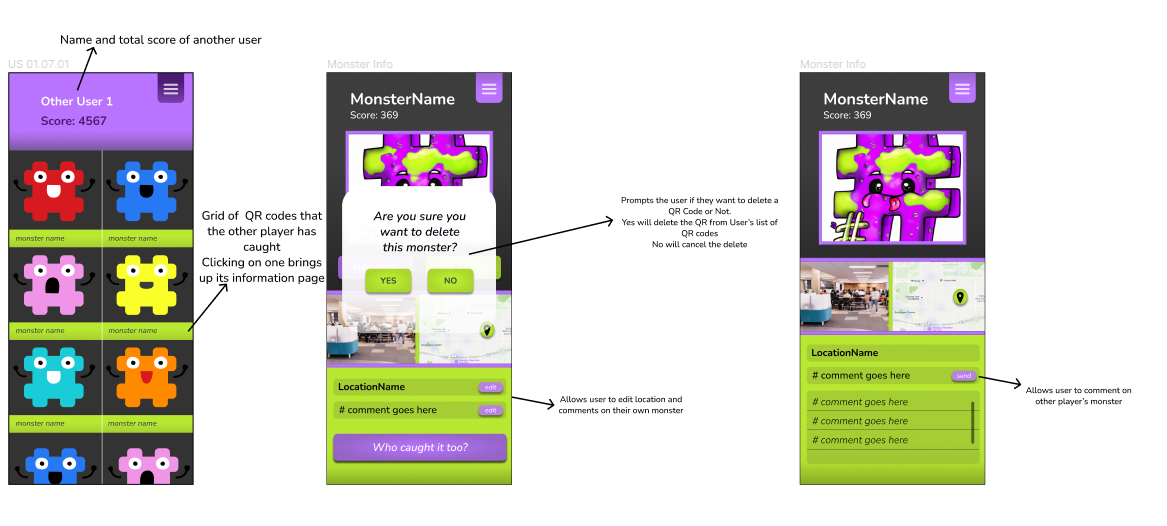 Name and total score of another user
US 01.07.01
Other User 1
Score: 4567
monster name
monster name
monster name
monster name
monster name
monster name
Grid of QR codes that
the other player has
caught
Clicking on one brings
up its information page
Monster Info
MonsterName
Score: 369
Are you sure you
want to delete
this monster?
YES
NO
LocationName
edit
# comment goes here
edit
Who caught it too?
Prompts the user if they want to delete a
QR Code or Not.
Yes will delete the QR from User's list of
QR codes
No will cancel the delete
Allows user to edit location and
comments on their own monster
Monster Info
MonsterName
Score: 369
LocationName
# comment goes here
send
# comment goes here
# comment goes here
# comment goes here
Allows user to comment on
other player's monster